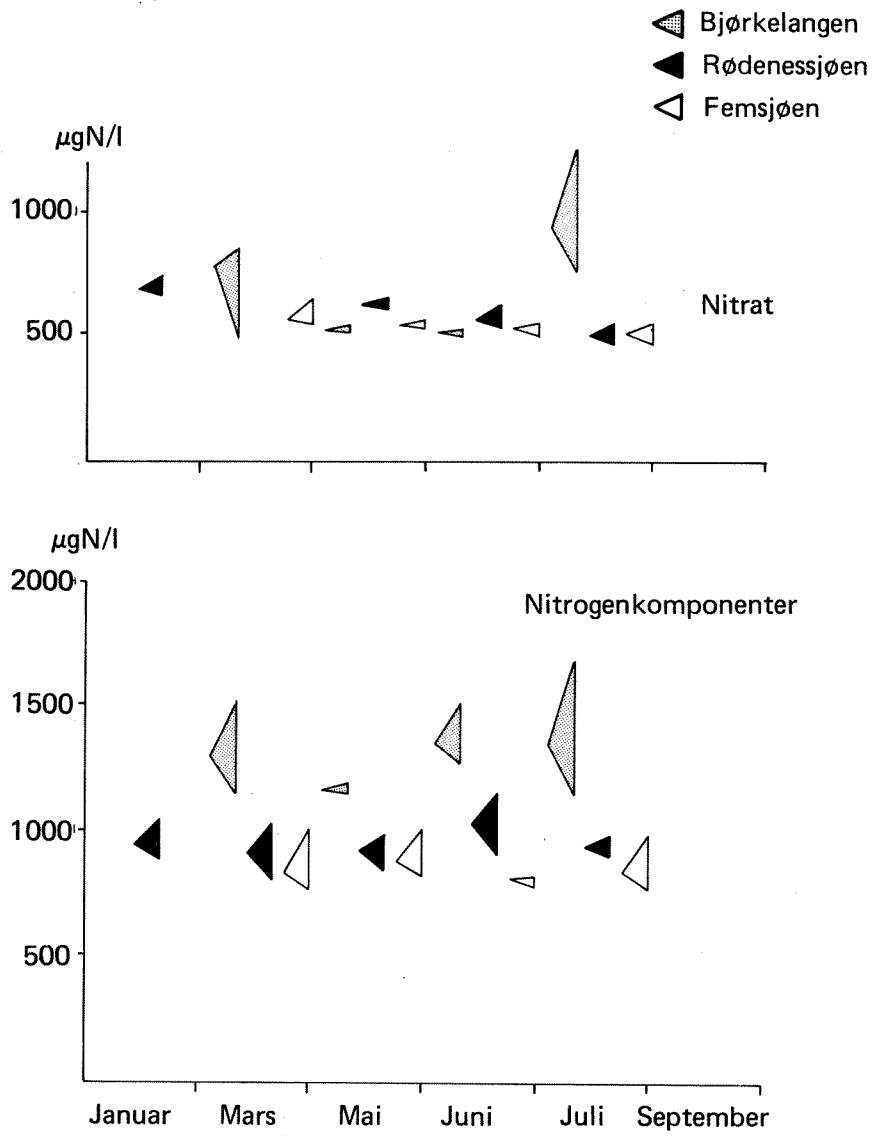 Bjørkelangen
Rødenessjøen
Femsjøen
µgN/l
1000
500
Nitrat
µgN/l
2000
Nitrogenkomponenter
1500
1000
500
Januar Mars Mai Juni Juli September